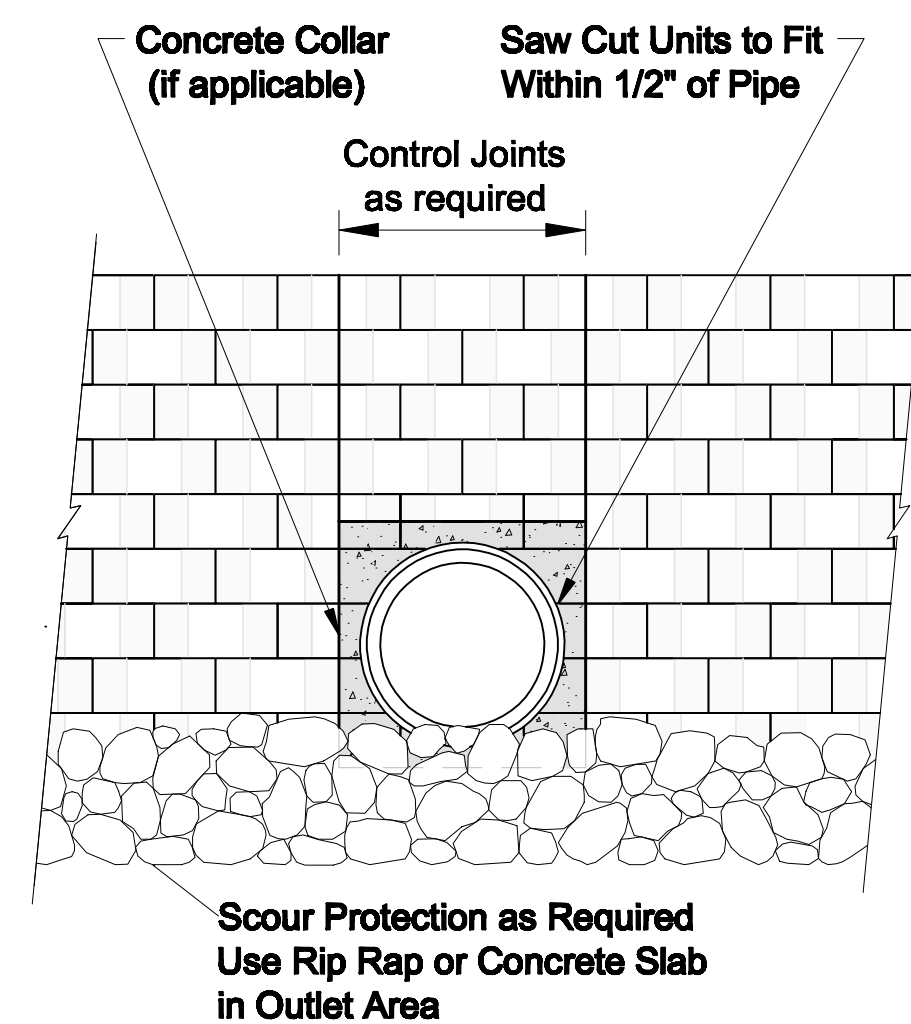 Concrete Collar
(if applicable)
Saw Cut Units to Fit
Within 1/2" of Pipe
Control Joints
as required
Scour Protection as Required
Use Rip Rap or Concrete Slab
in Outlet Area